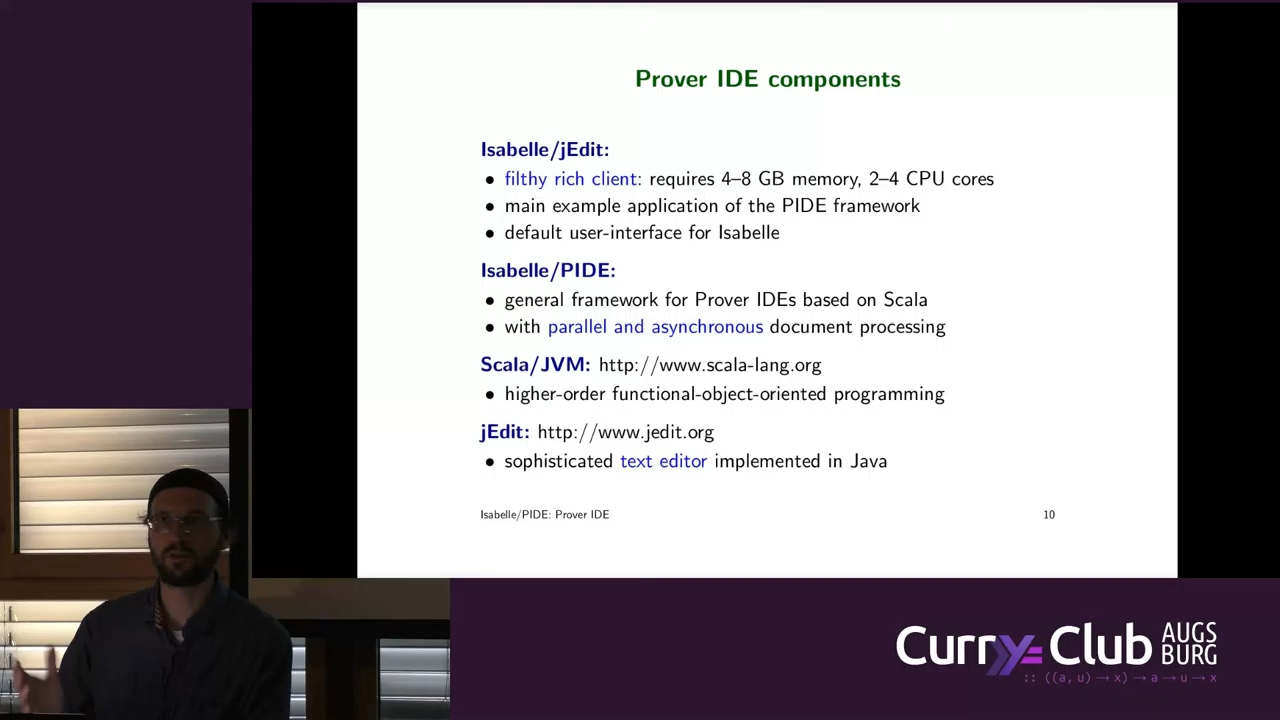 Prover IDE components
Isabelle/jEdit:
• filthy rich client: requires 4–8 GB memory, 2–4 CPU cores
• main example application of the PIDE framework
• default user-interface for Isabelle
Isabelle/PIDE:
• general framework for Prover IDEs based on Scala
• with parallel and asynchronous document processing
Scala/JVM: http://www.scala-lang.org
• higher-order functional-object-oriented programming
jEdit: http://www.jedit.org
• sophisticated text editor implemented in Java
Isabelle/PIDE: Prover IDE 10
Curry Club AUGS
BURG
:: ((a, u) → x) → a → u → x